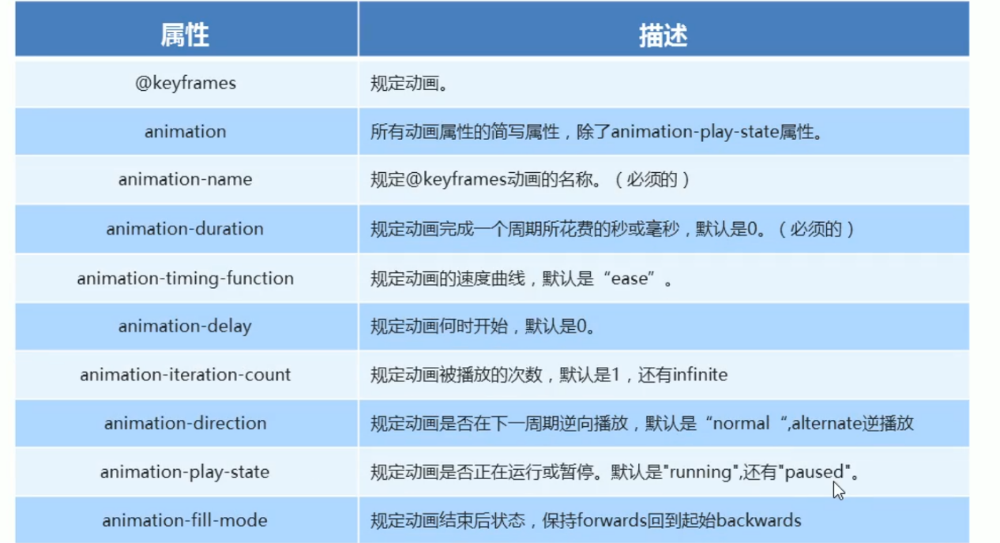 属性 描述
@keyframes 规定动画。
animation 所有动画属性的简写属性，除了animation-play-state属性。
animation-name 规定@keyframes动画的名称。（必须的）
animation-duration 规定动画完成一个周期所花费的秒或毫秒，默认是0。（必须的）
animation-timing-function 规定动画的速度曲线，默认是“ease”。
animation-delay 规定动画何时开始，默认是0。
animation-iteration-count 规定动画被播放的次数，默认是1，还有infinite
animation-direction 规定动画是否在下一周期逆向播放，默认是“normal“,alternate逆播放
animation-play-state 规定动画是否正在运行或暂停。默认是"running",还有"paused"。
animation-fill-mode 规定动画结束后状态，保持forwards回到起始backwards